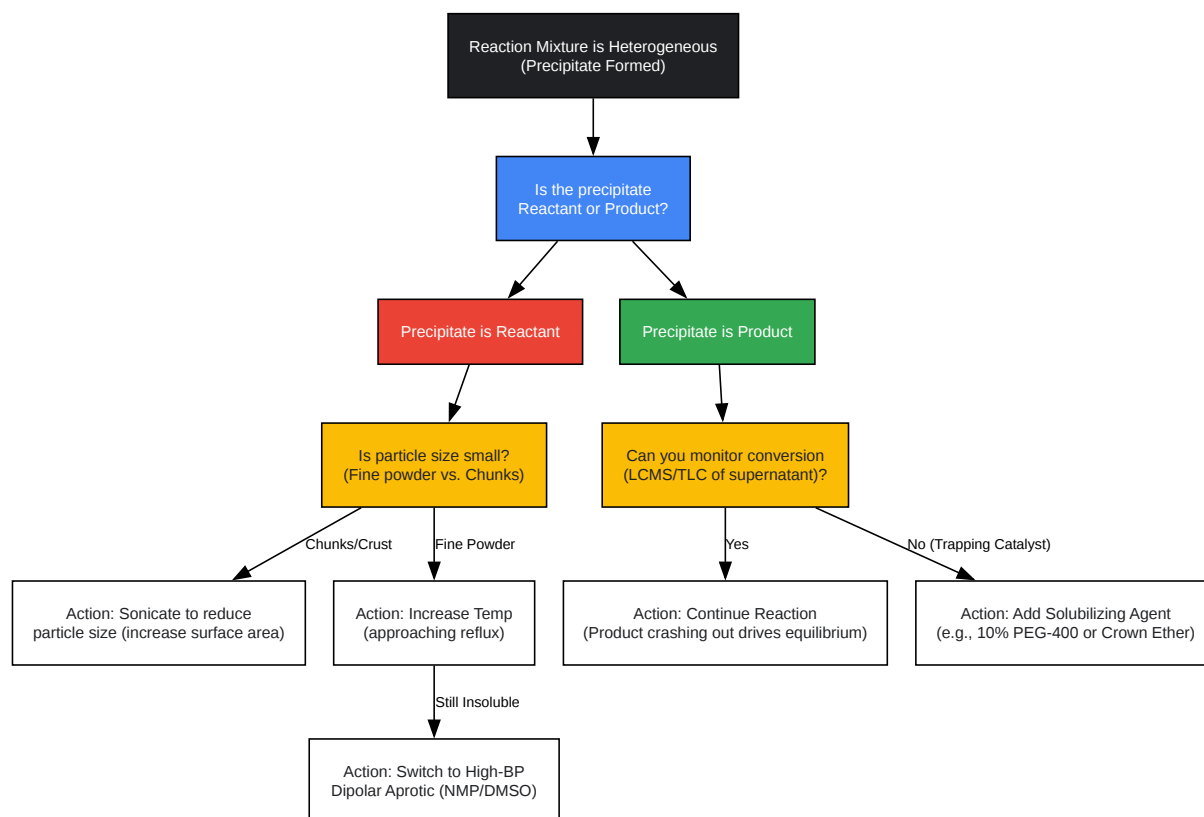 Reaction Mixture is Heterogeneous
(Precipitate Formed)
Is the precipitate
Reactant or Product?
Precipitate is Reactant
Precipitate is Product
Is particle size small?
(Fine powder vs. Chunks)
Can you monitor conversion
(LCMS/TLC of supernatant)?
Chunks/Crust
Fine Powder
Yes
No (Trapping Catalyst)
Action: Sonicate to reduce
particle size (increase surface area)
Action: Increase Temp
(approaching reflux)
Action: Continue Reaction
(Product crashing out drives equilibrium)
Action: Add Solubilizing Agent
(e.g., 10% PEG-400 or Crown Ether)
Still Insoluble
Action: Switch to High-BP
Dipolar Aprotic (NMP/DMSO)